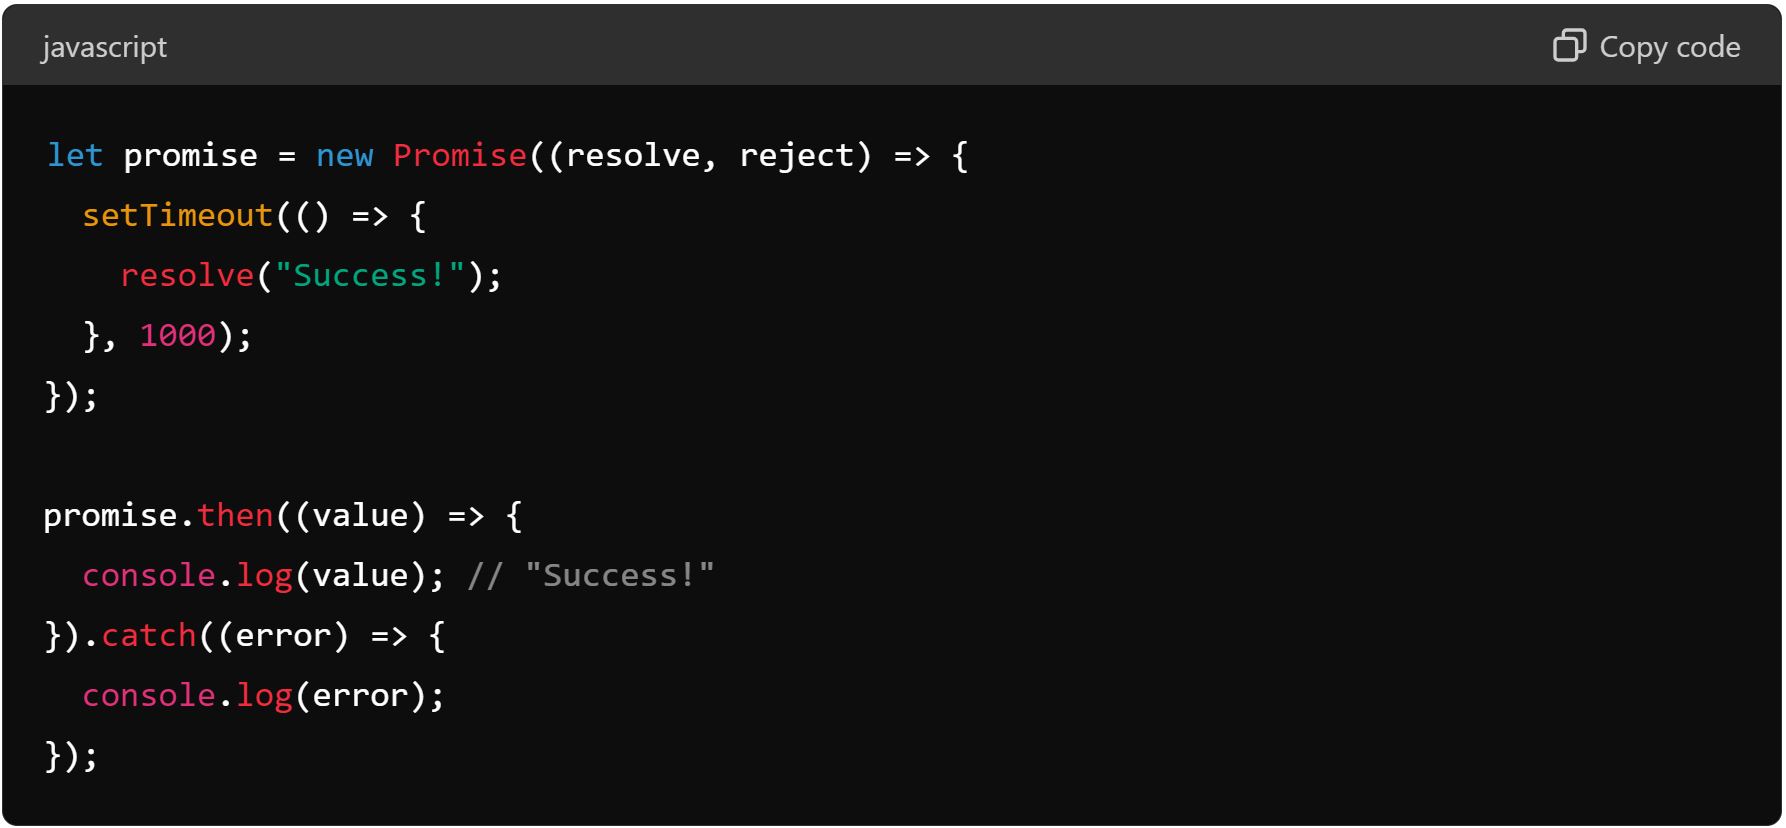 javascript
Copy code
let promise = new Promise((resolve, reject) => {
  setTimeout(() => {
    resolve("Success!");
  }, 1000);
});

promise.then((value) => {
  console.log(value); // "Success!"
}).catch((error) => {
  console.log(error);
});